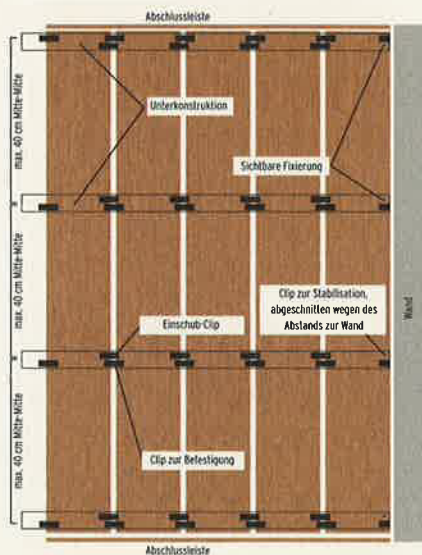 Abschlussleiste
max. 40 cm Mitte-Mitte
Unterkonstruktion
Sichtbare Fixierung
max. 40 cm Mitte-Mitte
Clip zur Stabilisation,
abgeschnitten wegen des
Abstands zur Wand
Wand
Einschub-Clip
max. 40 cm Mitte-Mitte
Clip zur Befestigung
Abschlussleiste